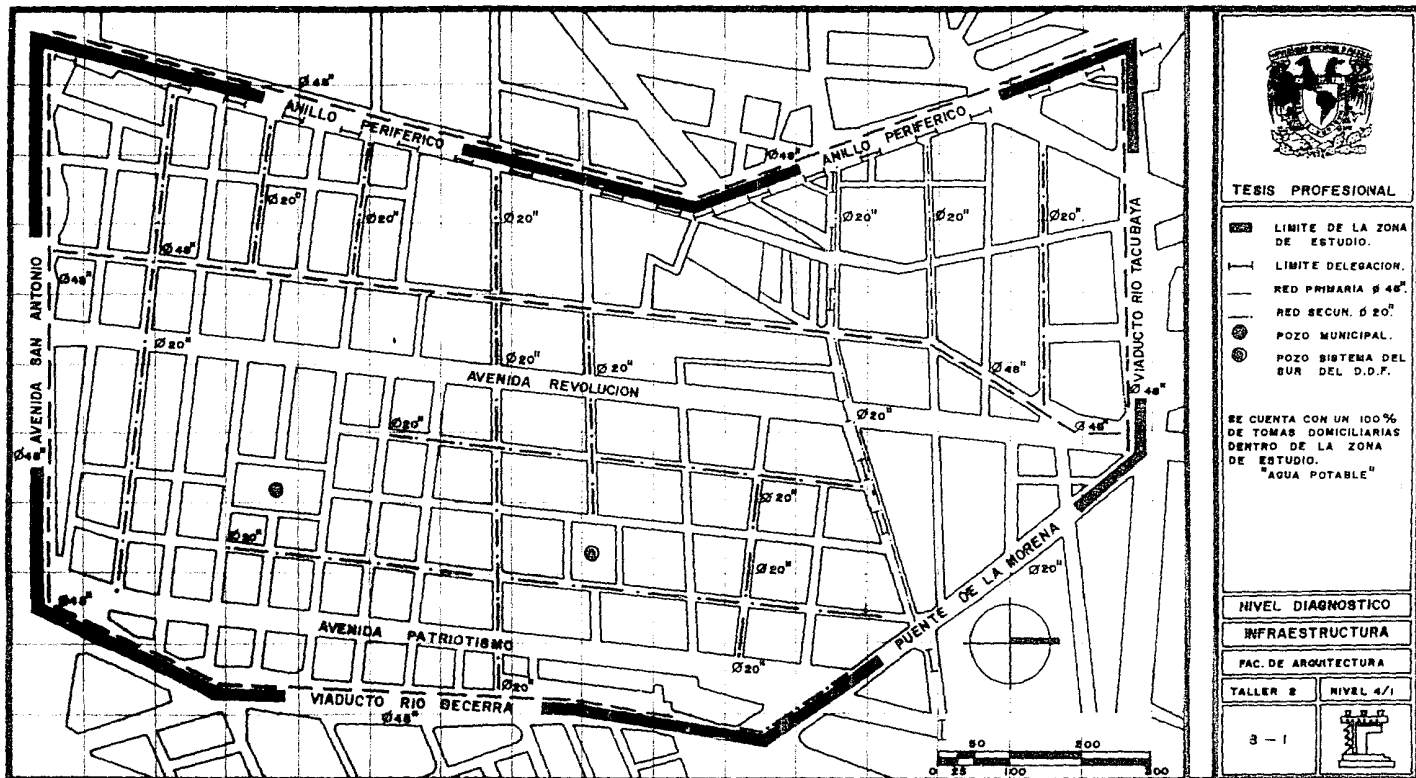 Ø 48"
ANILLO PERIFERICO
Ø48"
ANILLO PERIFERICO
Ø20"
Ø20"
Ø20"
Ø20"
Ø20"
Ø20"
Ø48"
Ø48"
AVENIDA SAN ANTONIO
VIADUCTO RIO TACUBAYA
Ø20"
Ø20"
Ø20"
Ø48"
Ø48"
AVENIDA REVOLUCION
Ø20"
Ø20"
Ø48"
Ø48"
Ø20"
Ø20"
Ø20"
Ø20"
Ø48"
PUENTE DE LA MORENA
AVENIDA PATRIOTISMO
Ø20"
Ø20"
VIADUCTO RIO BECERRA
Ø48"
50 200
0 25 100 300
TESIS PROFESIONAL
LIMITE DE LA ZONA
DE ESTUDIO.
LIMITE DELEGACION.
RED PRIMARIA Ø 48".
RED SECUN. Ø 20"
POZO MUNICIPAL.
POZO SISTEMA DEL
SUR DEL D.D.F.
SE CUENTA CON UN 100%
DE TOMAS DOMICILIARIAS
DENTRO DE LA ZONA
DE ESTUDIO.
"AGUA POTABLE"
NIVEL DIAGNOSTICO
INFRAESTRUCTURA
FAC. DE ARQUITECTURA
TALLER 2 NIVEL 4/1